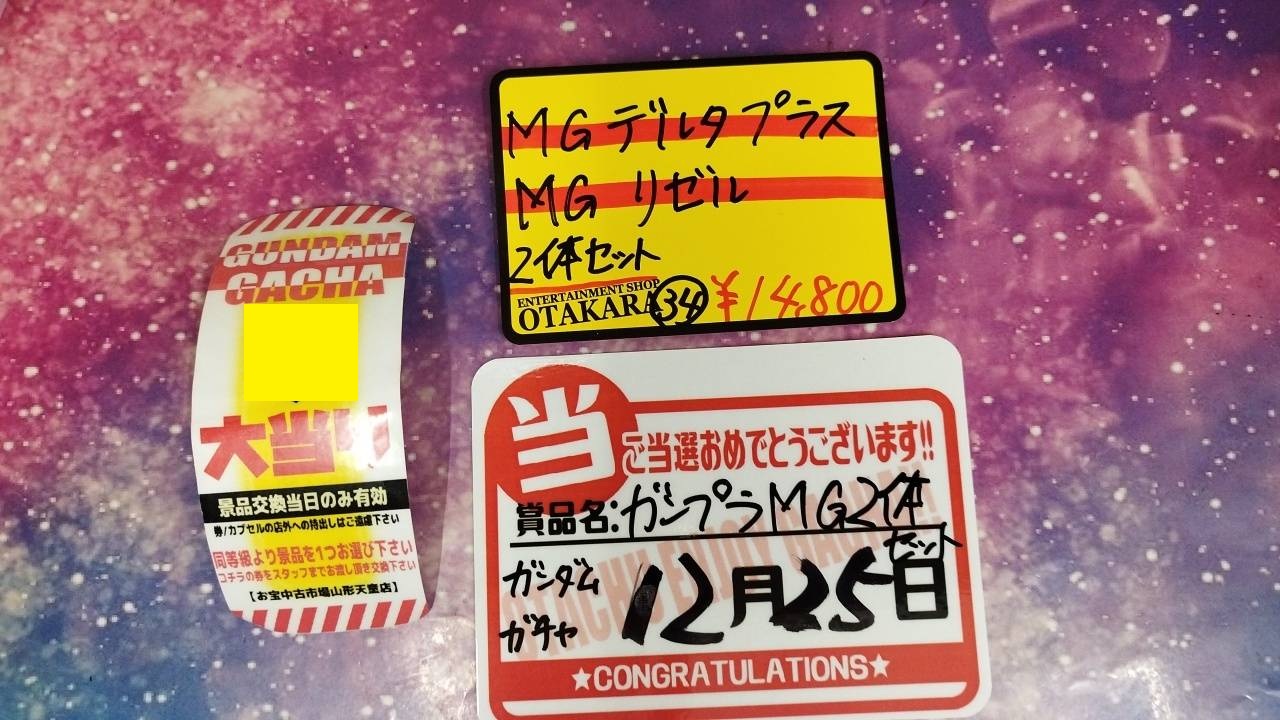 GUNDAM
GACHA
大当り
景品交換当日のみ有効
券/カプセルの店外への持出しはご遠慮下さい
同等級より景品を1つお選び下さい
コチラの券をスタッフまでお渡し頂き交換下さい
【お宝中古市場山形天童店】
MGデルタプラス
MG リゼル
2体セット
ENTERTAINMENT SHOP
OTAKARA 34 ¥14,800
当
ご当選おめでとうございます!!
賞品名:ガンプラMG2体
セット
ガンダム
ガチャ
12月25日
★CONGRATULATIONS★